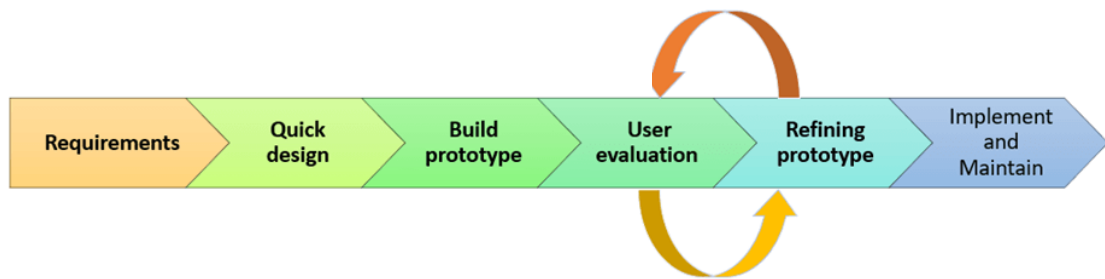 Requirements
Quick
design
Build
prototype
User
evaluation
Refining
prototype
Implement
and
Maintain